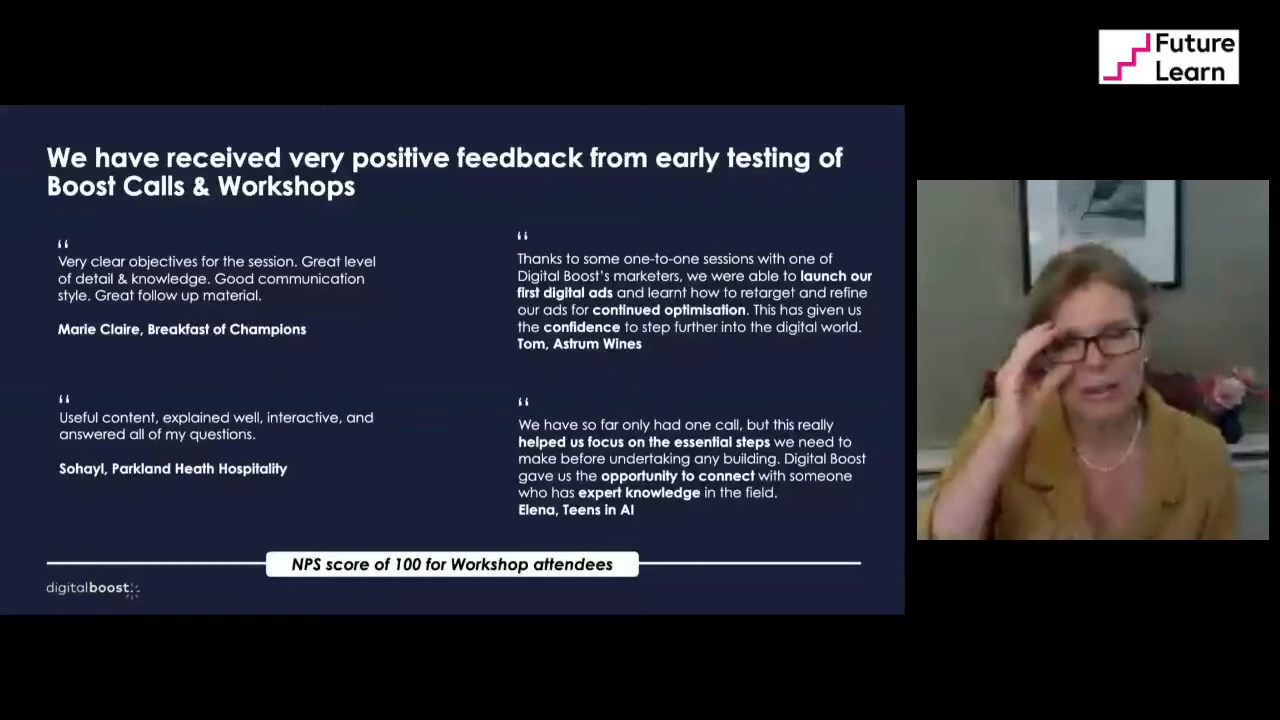 Future
Learn
We have received very positive feedback from early testing of
Boost Calls & Workshops
“
Very clear objectives for the session. Great level
of detail & knowledge. Good communication
style. Great follow up material.
Marie Claire, Breakfast of Champions
“
Useful content, explained well, interactive, and
answered all of my questions.
Sohayl, Parkland Heath Hospitality
“
Thanks to some one-to-one sessions with one of
Digital Boost's marketers, we were able to launch our
first digital ads and learnt how to retarget and refine
our ads for continued optimisation. This has given us
the confidence to step further into the digital world.
Tom, Astrum Wines
“
We have so far only had one call, but this really
helped us focus on the essential steps we need to
make before undertaking any building. Digital Boost
gave us the opportunity to connect with someone
who has expert knowledge in the field.
Elena, Teens in AI
NPS score of 100 for Workshop attendees
digitalboost